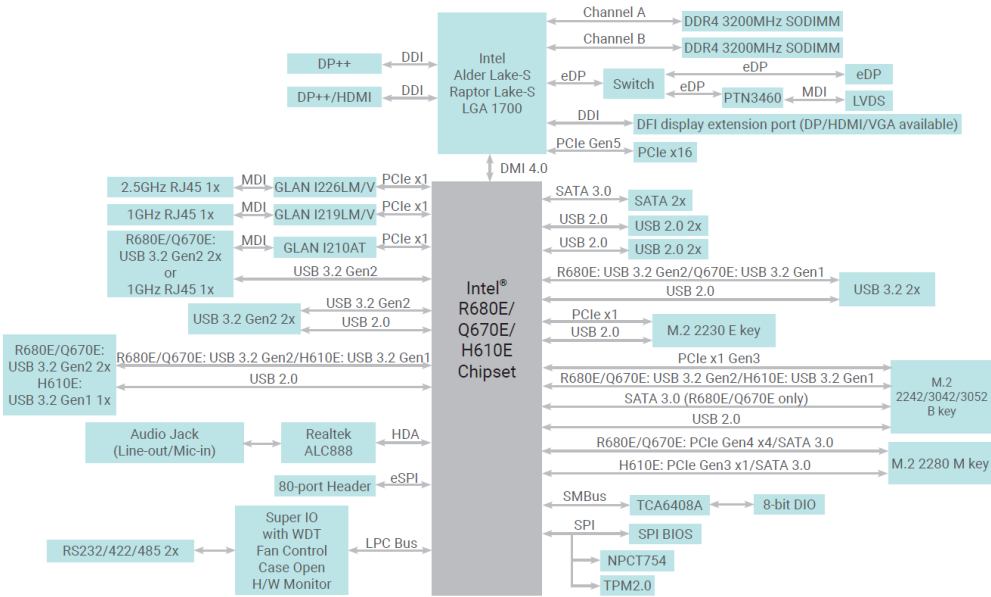 Channel A
DDR4 3200MHz SODIMM
Channel B
DDR4 3200MHz SODIMM
Intel
Alder Lake-S
Raptor Lake-S
LGA 1700
DP++
DDI
DP++/HDMI
DDI
eDP
Switch
eDP
eDP
eDP
PTN3460
MDI
LVDS
DDI
DFI display extension port (DP/HDMI/VGA available)
PCIe Gen5
PCIe x16
DMI 4.0
2.5GHz RJ45 1x
MDI
GLAN I226LM/V
PCIe x1
1GHz RJ45 1x
MDI
GLAN I219LM/V
PCIe x1
R680E/Q670E:
USB 3.2 Gen2 2x
or
1GHz RJ45 1x
MDI
GLAN I210AT
PCIe x1
USB 3.2 Gen2
USB 3.2 Gen2 2x
USB 3.2 Gen2
USB 2.0
R680E/Q670E:
USB 3.2 Gen2 2x
H610E:
USB 3.2 Gen1 1x
R680E/Q670E: USB 3.2 Gen2/H610E: USB 3.2 Gen1
USB 2.0
Audio Jack
(Line-out/Mic-in)
Realtek
ALC888
HDA
80-port Header
eSPI
RS232/422/485 2x
Super IO
with WDT
Fan Control
Case Open
H/W Monitor
LPC Bus
Intel®
R680E/
Q670E/
H610E
Chipset
SATA 3.0
SATA 2x
USB 2.0
USB 2.0 2x
USB 2.0
USB 2.0 2x
R680E: USB 3.2 Gen2/Q670E: USB 3.2 Gen1
USB 2.0
USB 3.2 2x
PCIe x1
USB 2.0
M.2 2230 E key
PCIe x1 Gen3
R680E/Q670E: USB 3.2 Gen2/H610E: USB 3.2 Gen1
SATA 3.0 (R680E/Q670E only)
USB 2.0
M.2
2242/3042/3052
B key
R680E/Q670E: PCIe Gen4 x4/SATA 3.0
H610E: PCIe Gen3 x1/SATA 3.0
M.2 2280 M key
SMBus
TCA6408A
8-bit DIO
SPI
SPI BIOS
NPCT754
TPM2.0